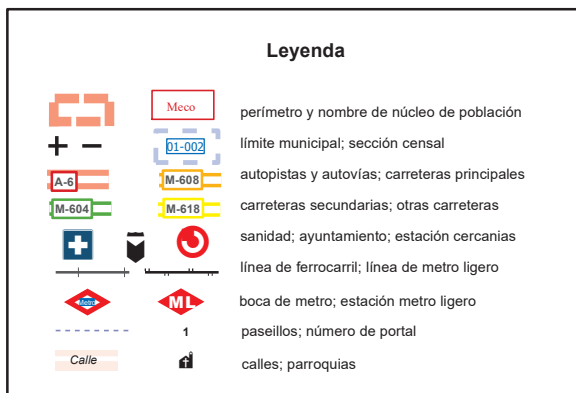 Leyenda
Meco perímetro y nombre de núcleo de población
01-002 límite municipal; sección censal
A-6 M-608 autopistas y autovías; carreteras principales
M-604 M-618 carreteras secundarias; otras carreteras
sanidad; ayuntamiento; estación cercanias
línea de ferrocarril; línea de metro ligero
Metro ML boca de metro; estación metro ligero
1 paseillos; número de portal
Calle calles; parroquias